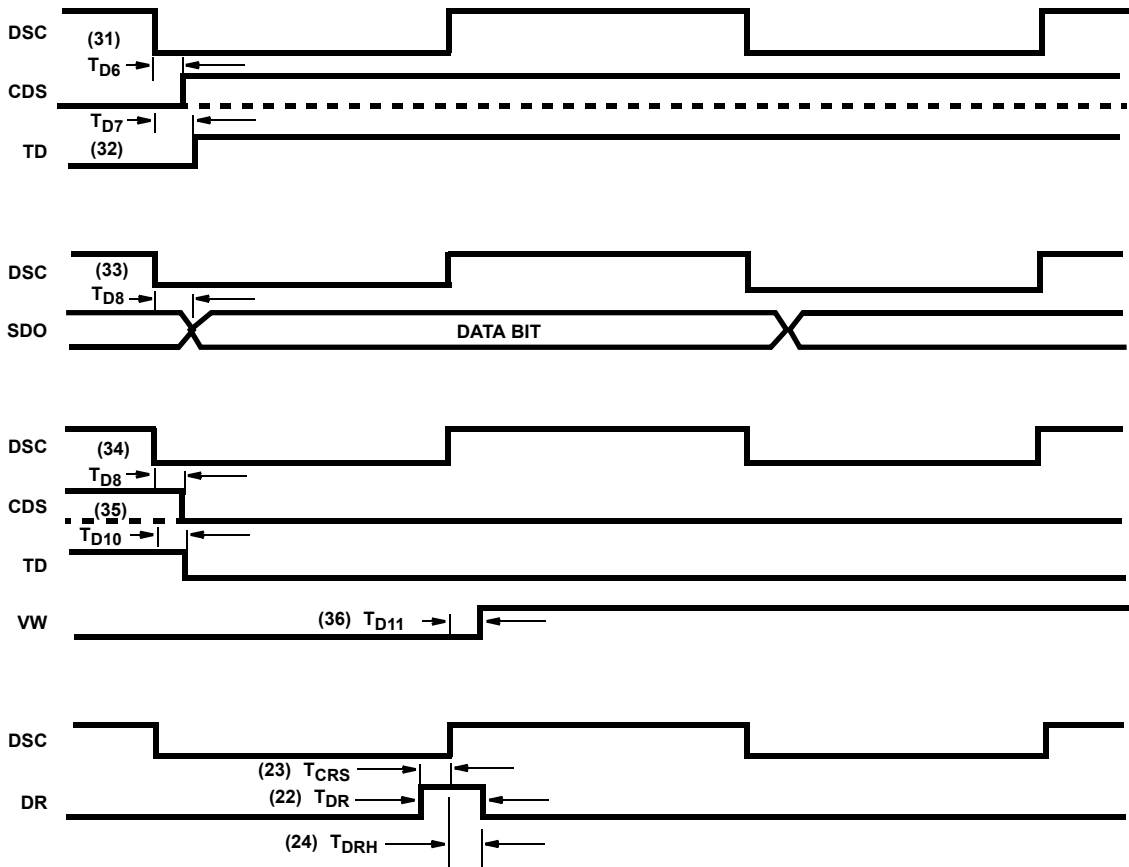 DSC
(31)
TD6
CDS
TD7
TD
(32)
DSC
(33)
TD8
SDO
DATA BIT
DSC
(34)
TD8
CDS
(35)
TD10
TD
VW
(36) TD11
DSC
(23) TCRS
DR
(22) TDR
(24) TDRH